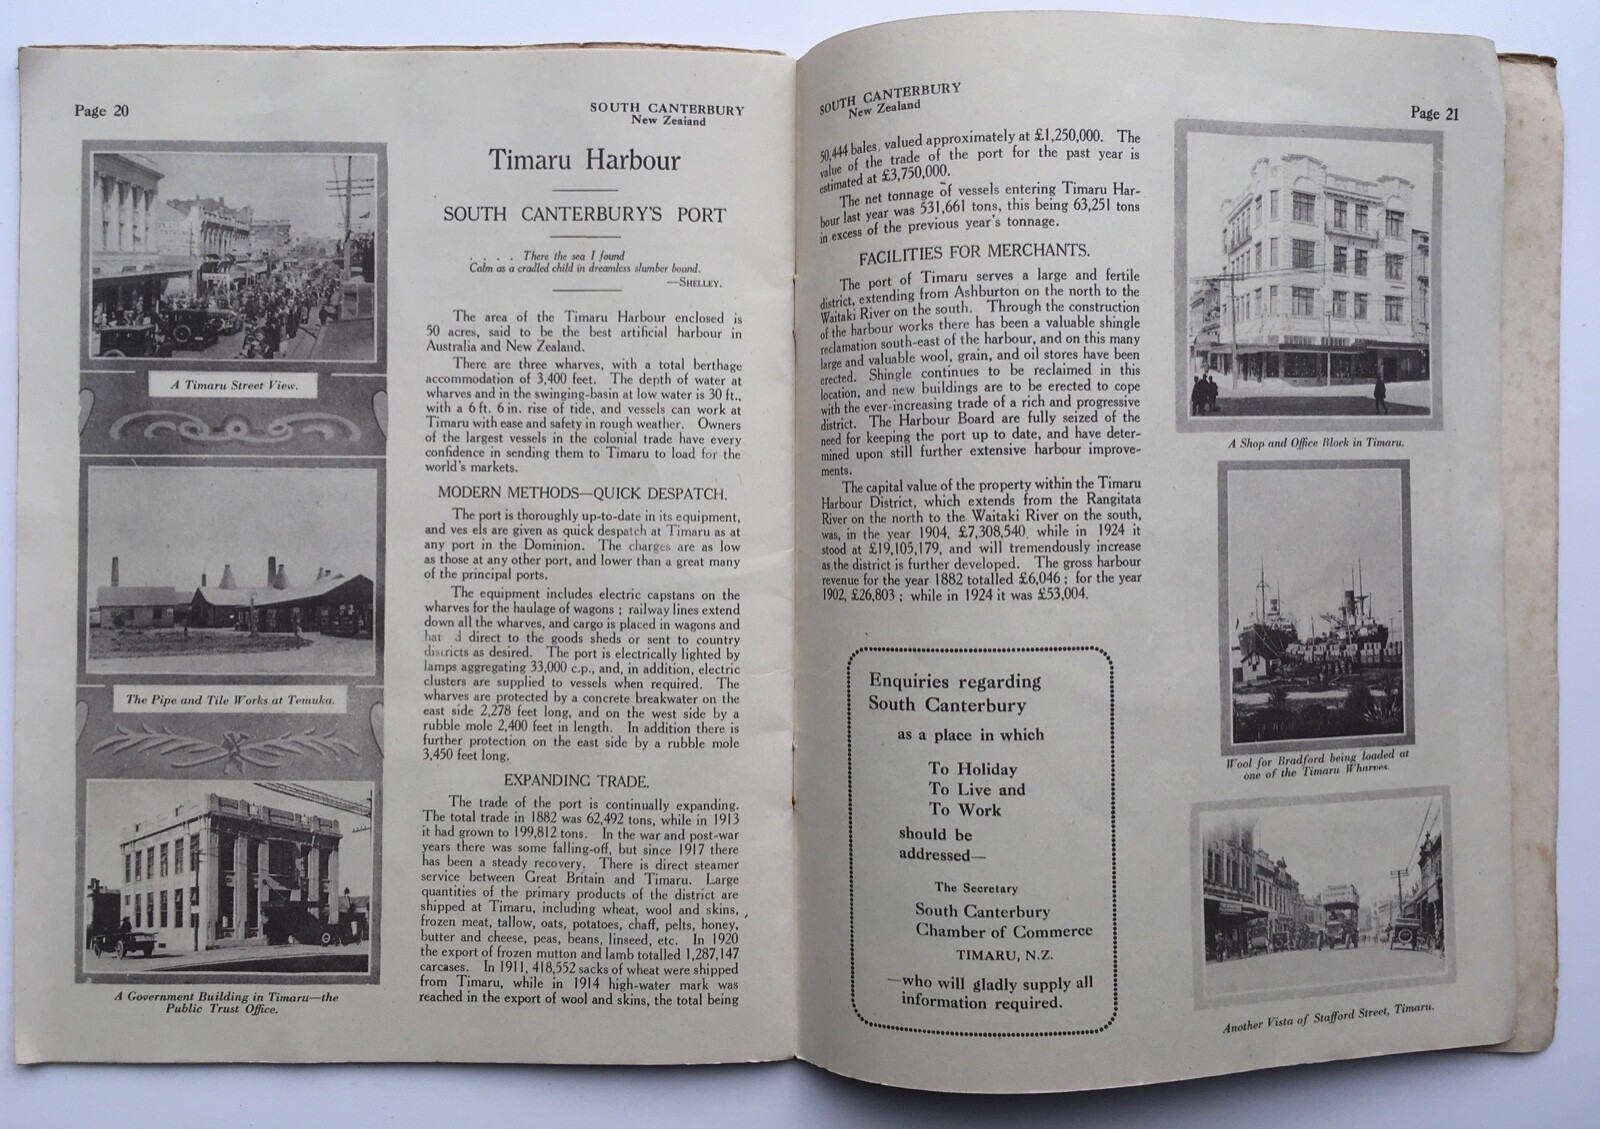 Page 20
SOUTH CANTERBURY
New Zealand
A Timaru Street View.
The Pipe and Tile Works at Temuka.
A Government Building in Timaru—the
Public Trust Office.
Timaru Harbour
SOUTH CANTERBURY'S PORT
. . . . There the sea I found
Calm as a cradled child in dreamless slumber bound.
—SHELLEY.
The area of the Timaru Harbour enclosed is
50 acres, said to be the best artificial harbour in
Australia and New Zealand.
There are three wharves, with a total berthage
accommodation of 3,400 feet. The depth of water at
wharves and in the swinging-basin at low water is 30 ft.,
with a 6 ft. 6 in. rise of tide, and vessels can work at
Timaru with ease and safety in rough weather. Owners
of the largest vessels in the colonial trade have every
confidence in sending them to Timaru to load for the
world's markets.
MODERN METHODS—QUICK DESPATCH.
The port is thoroughly up-to-date in its equipment,
and ves els are given as quick despatch at Timaru as at
any port in the Dominion. The charges are as low
as those at any other port, and lower than a great many
of the principal ports.
The equipment includes electric capstans on the
wharves for the haulage of wagons ; railway lines extend
down all the wharves, and cargo is placed in wagons and
direct to the goods sheds or sent to country
districts as desired. The port is electrically lighted by
lamps aggregating 33,000 c.p., and, in addition, electric
clusters are supplied to vessels when required. The
wharves are protected by a concrete breakwater on the
east side 2,278 feet long, and on the west side by a
rubble mole 2,400 feet in length. In addition there is
further protection on the east side by a rubble mole
3,450 feet long.
EXPANDING TRADE.
The trade of the port is continually expanding.
The total trade in 1882 was 62,492 tons, while in 1913
it had grown to 199,812 tons. In the war and post-war
years there was some falling-off, but since 1917 there
has been a steady recovery. There is direct steamer
service between Great Britain and Timaru. Large
quantities of the primary products of the district are
shipped at Timaru, including wheat, wool and skins,
frozen meat, tallow, oats, potatoes, chaff, pelts, honey,
butter and cheese, peas, beans, linseed, etc. In 1920
the export of frozen mutton and lamb totalled 1,287,147
carcases. In 1911, 418,552 sacks of wheat were shipped
from Timaru, while in 1914 high-water mark was
reached in the export of wool and skins, the total being
SOUTH CANTERBURY
New Zealand
Page 21
50,444 bales, valued approximately at £1,250,000. The
value of the trade of the port for the past year is
estimated at £3,750,000.
The net tonnage of vessels entering Timaru Har-
bour last year was 531,661 tons, this being 63,251 tons
in excess of the previous year's tonnage.
FACILITIES FOR MERCHANTS.
The port of Timaru serves a large and fertile
district, extending from Ashburton on the north to the
Waitaki River on the south. Through the construction
of the harbour works there has been a valuable shingle
reclamation south-east of the harbour, and on this many
large and valuable wool, grain, and oil stores have been
erected. Shingle continues to be reclaimed in this
location, and new buildings are to be erected to cope
with the ever-increasing trade of a rich and progressive
district. The Harbour Board are fully seized of the
need for keeping the port up to date, and have deter-
mined upon still further extensive harbour improve-
ments.
The capital value of the property within the Timaru
Harbour District, which extends from the Rangitata
River on the north to the Waitaki River on the south,
was, in the year 1904, £7,308,540, while in 1924 it
stood at £19,105,179, and will tremendously increase
as the district is further developed. The gross harbour
revenue for the year 1882 totalled £6,046 ; for the year
1902, £26,803 ; while in 1924 it was £53,004.
Enquiries regarding
South Canterbury
as a place in which
To Holiday
To Live and
To Work
should be
addressed—
The Secretary
South Canterbury
Chamber of Commerce
TIMARU, N.Z.
—who will gladly supply all
information required.
A Shop and Office Block in Timaru.
Wool for Bradford being loaded at
one of the Timaru Wharves.
Another Vista of Stafford Street, Timaru.